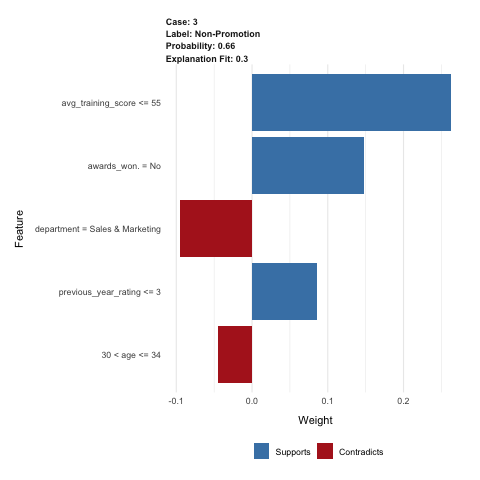 Case: 3
Label: Non-Promotion
Probability: 0.66
Explanation Fit: 0.3
avg_training_score <= 55
awards_won. = No
department = Sales & Marketing
previous_year_rating <= 3
30 < age <= 34
Feature
-0.1 0.0 0.1 0.2
Weight
Supports Contradicts